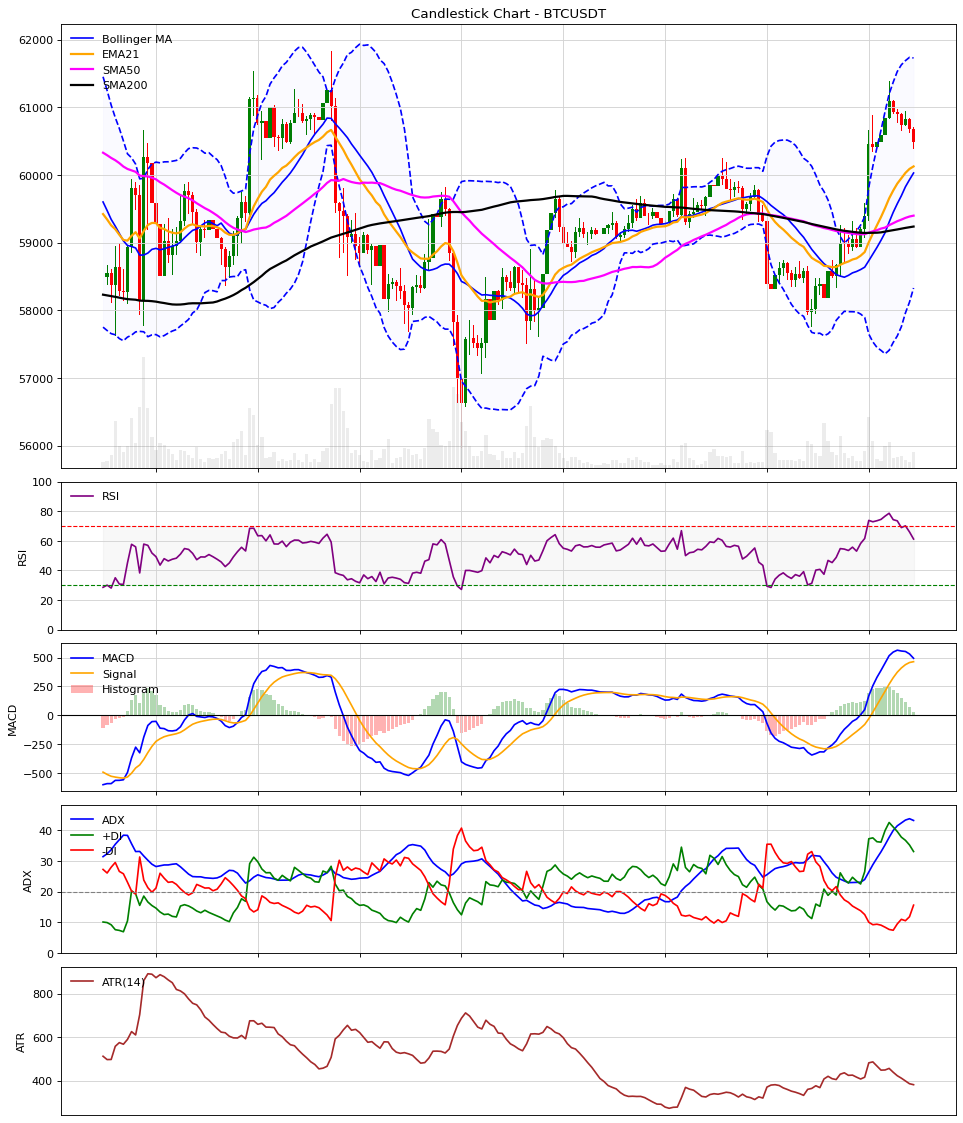 Candlestick Chart - BTCUSDT
62000
61000
60000
59000
58000
57000
56000
Bollinger MA
EMA21
SMA50
SMA200
100
80
60
40
20
0
RSI
RSI
500
250
0
−250
−500
MACD
MACD
Signal
Histogram
40
30
20
10
0
ADX
ADX
+DI
-DI
800
600
400
ATR
ATR(14)